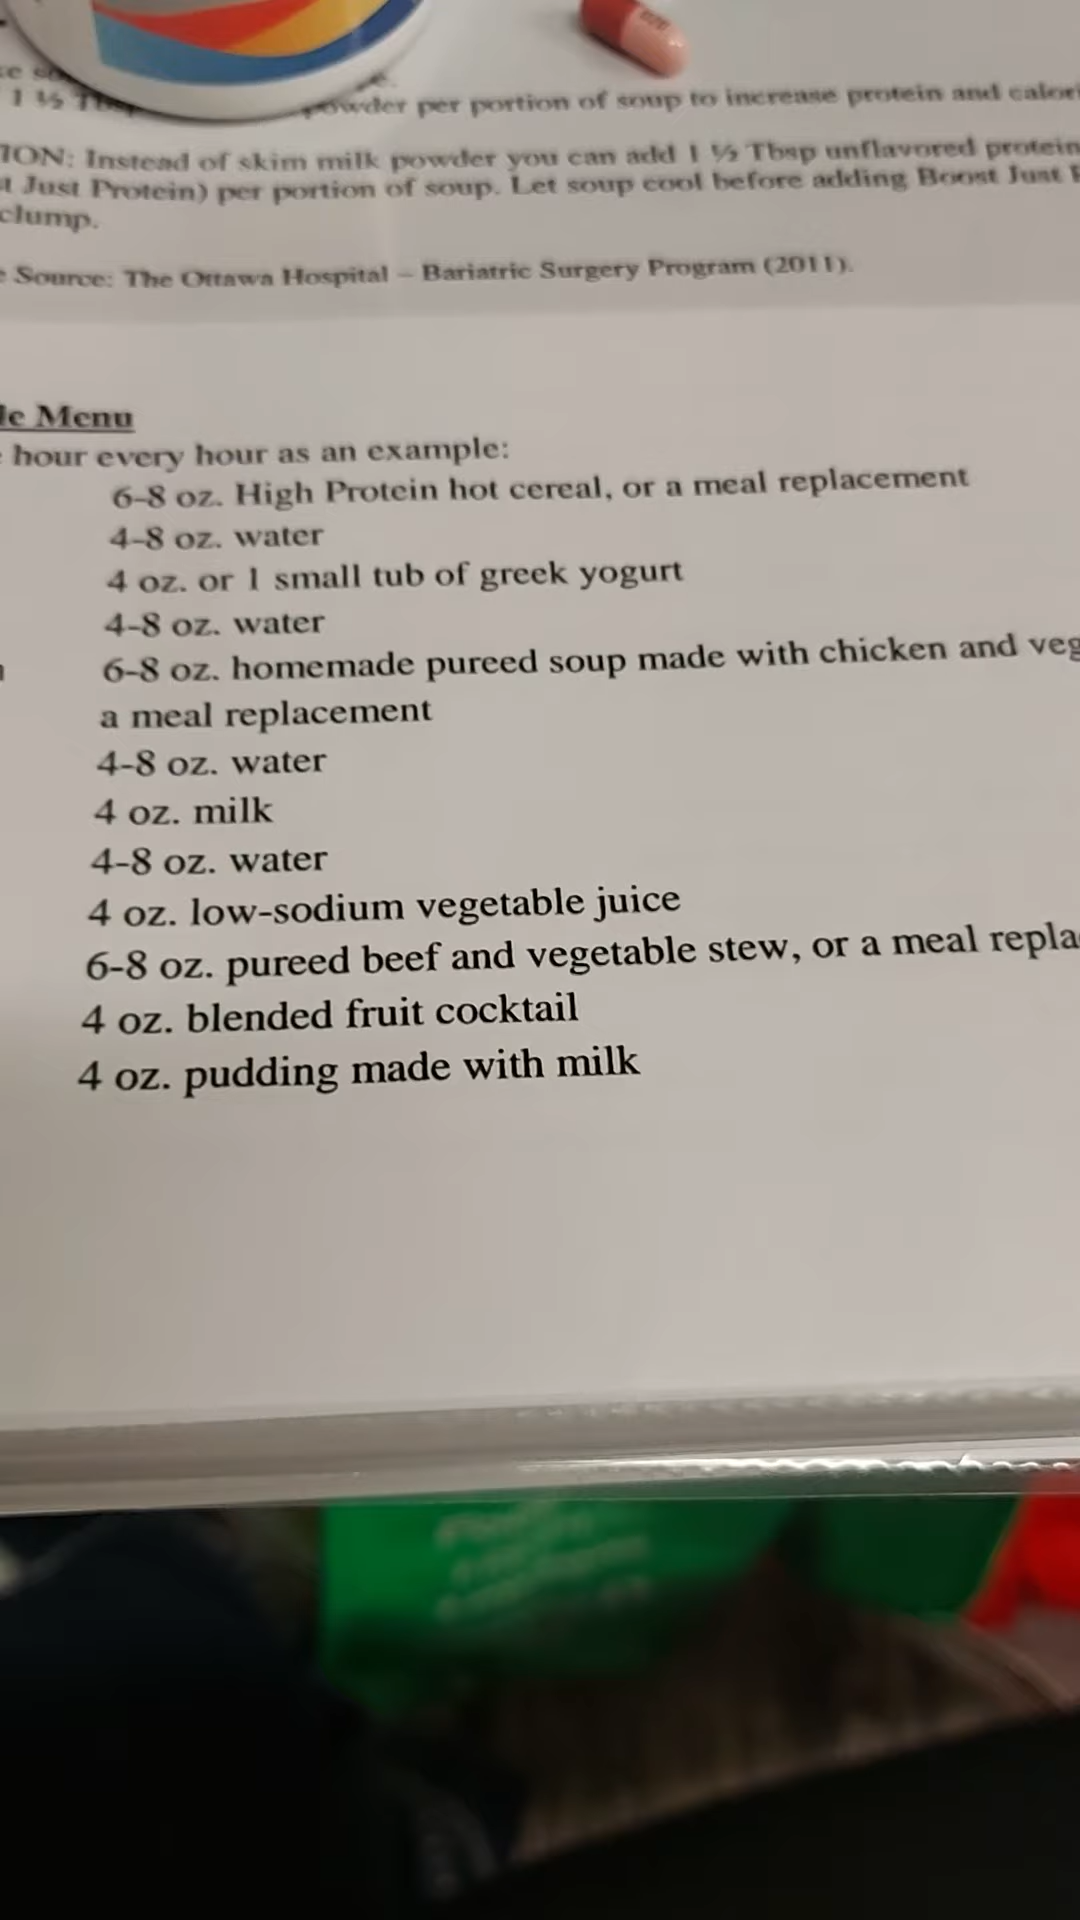 1 ½ powder per portion of soup to increase protein and calori
ION: Instead of skim milk powder you can add 1 ½ Tbsp unflavored protein
t Just Protein) per portion of soup. Let soup cool before adding Boost Just P
clump.
Source: The Ottawa Hospital – Bariatric Surgery Program (2011).
le Menu
hour every hour as an example:
6-8 oz. High Protein hot cereal, or a meal replacement
4-8 oz. water
4 oz. or 1 small tub of greek yogurt
4-8 oz. water
6-8 oz. homemade pureed soup made with chicken and veg
a meal replacement
4-8 oz. water
4 oz. milk
4-8 oz. water
4 oz. low-sodium vegetable juice
6-8 oz. pureed beef and vegetable stew, or a meal repla
4 oz. blended fruit cocktail
4 oz. pudding made with milk